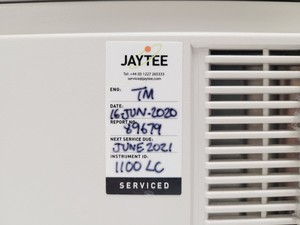 JAYTEE
Tel: +44 (0) 1227 265333
service@jaytee.com
ENG: TM
DATE:
16-JUN-2020
REPORT NO:
89679
NEXT SERVICE DUE:
JUNE 2021
INSTRUMENT ID:
1100 LC
SERVICED